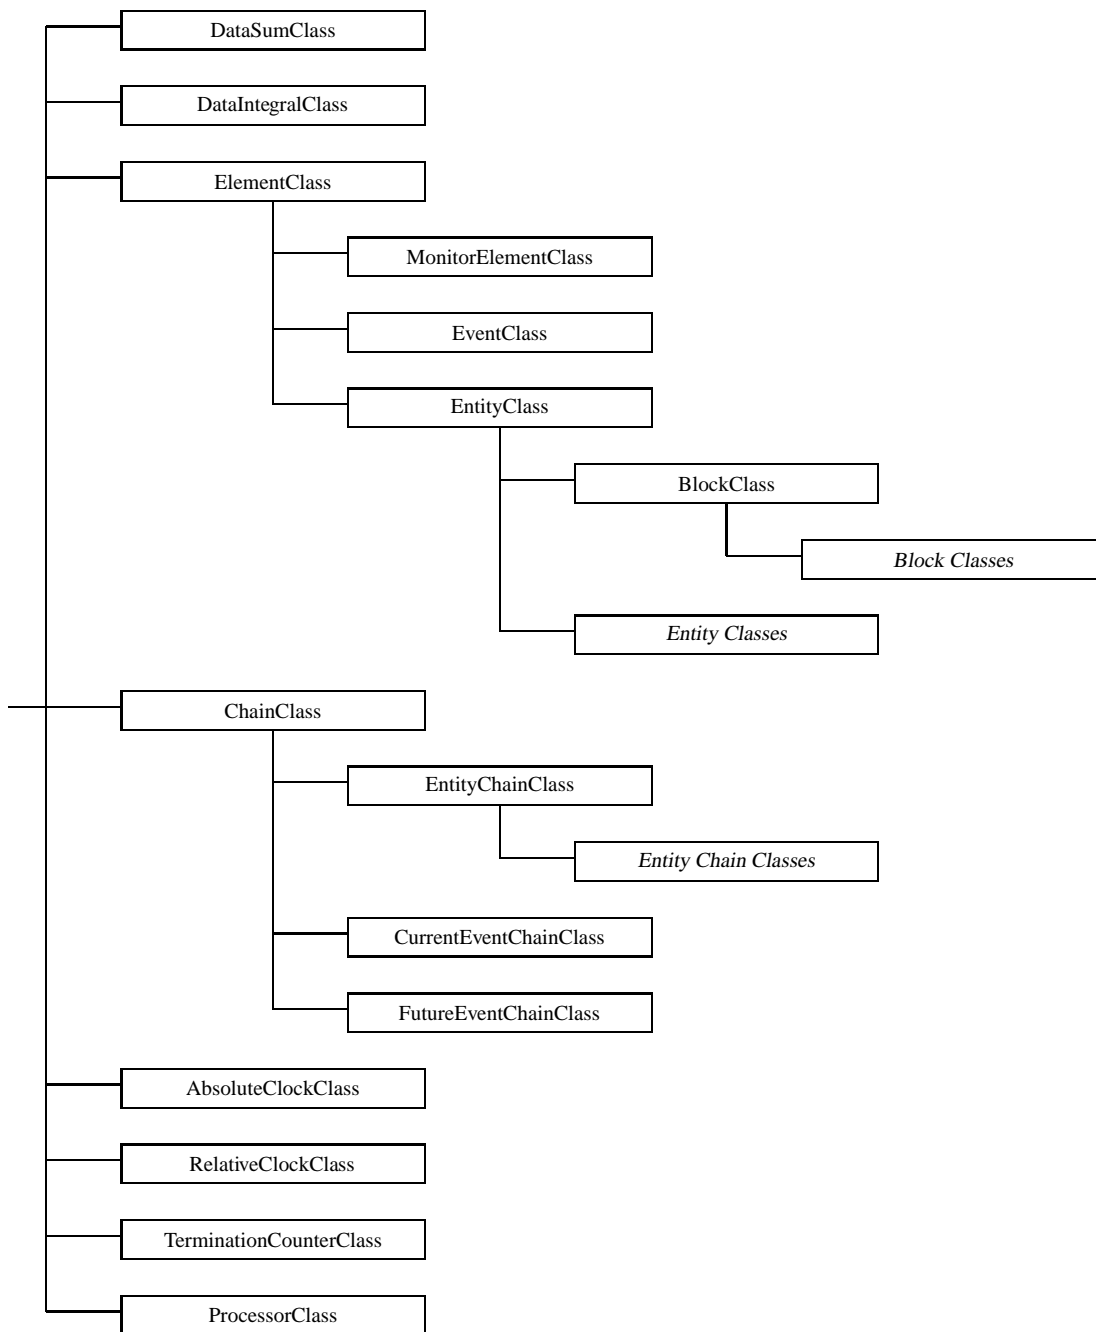 DataSumClass
DataIntegralClass
ElementClass
MonitorElementClass
EventClass
EntityClass
BlockClass
Block Classes
Entity Classes
ChainClass
EntityChainClass
Entity Chain Classes
CurrentEventChainClass
FutureEventChainClass
AbsoluteClockClass
RelativeClockClass
TerminationCounterClass
ProcessorClass